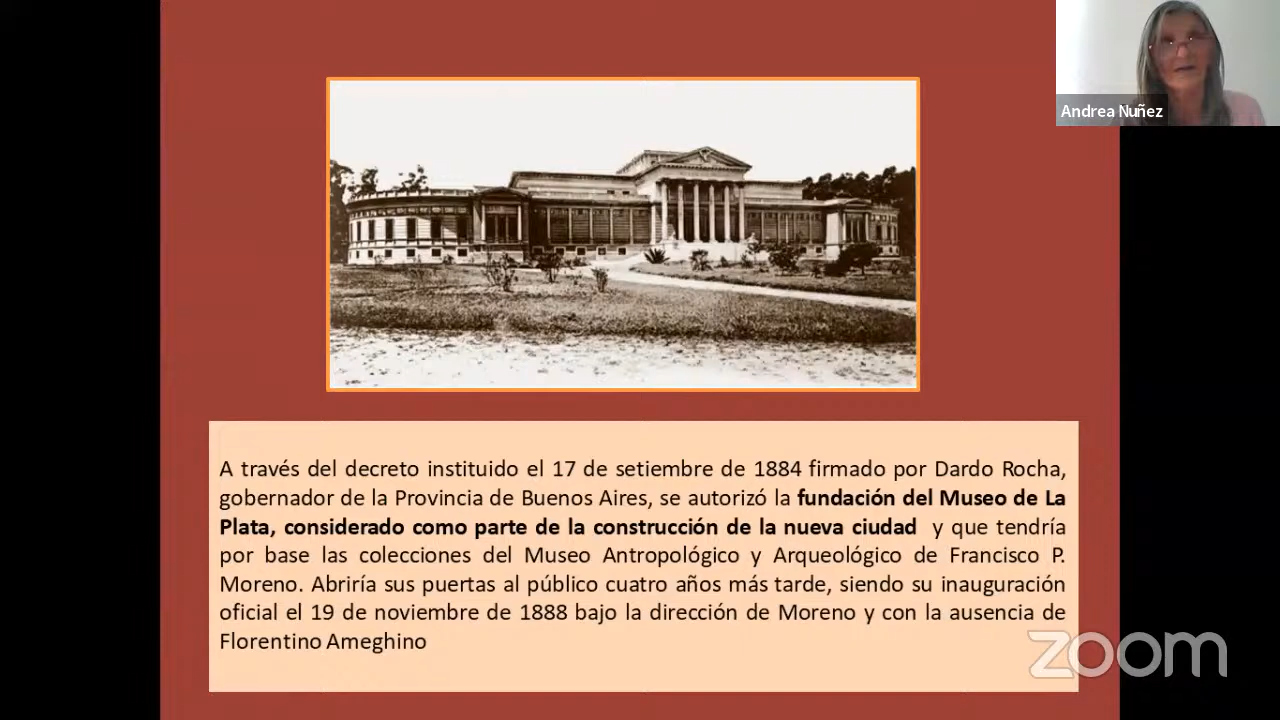 Andrea Nuñez
A través del decreto instituido el 17 de setiembre de 1884 firmado por Dardo Rocha,
gobernador de la Provincia de Buenos Aires, se autorizó la fundación del Museo de La
Plata, considerado como parte de la construcción de la nueva ciudad y que tendría
por base las colecciones del Museo Antropológico y Arqueológico de Francisco P.
Moreno. Abriría sus puertas al público cuatro años más tarde, siendo su inauguración
oficial el 19 de noviembre de 1888 bajo la dirección de Moreno y con la ausencia de
Florentino Ameghino
zoom